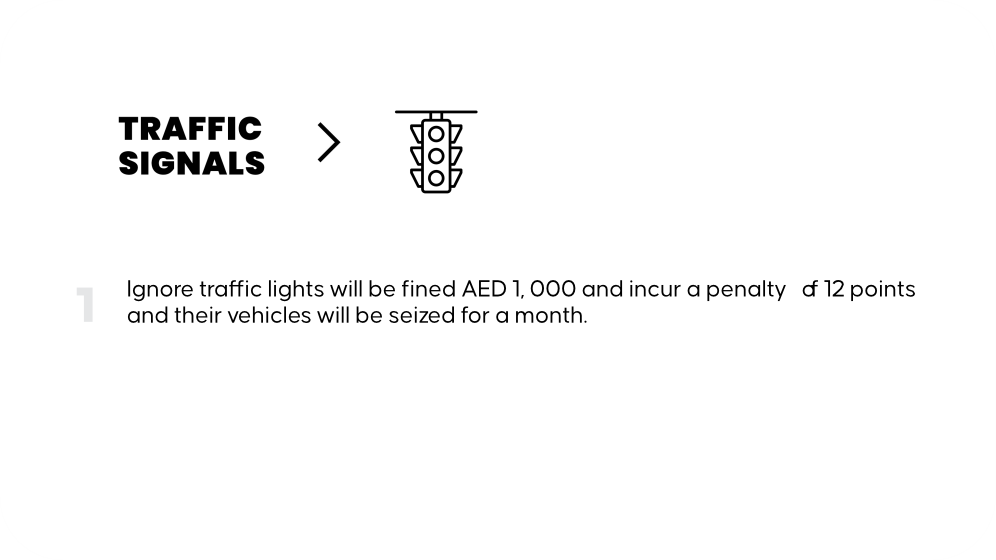 TRAFFIC
SIGNALS
1
Ignore traffic lights will be fined AED 1, 000 and incur a penalty of 12 points
and their vehicles will be seized for a month.